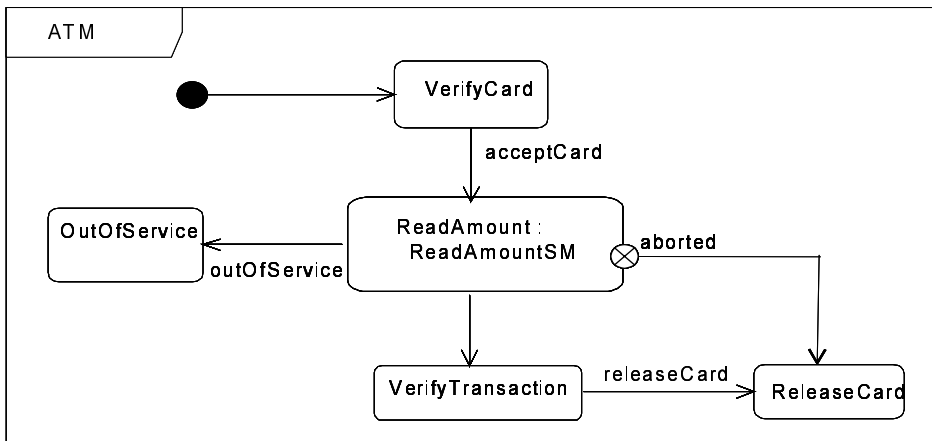 ATM
VerifyCard
acceptCard
ReadAmount :
ReadAmountSM
aborted
OutOfService
outOfService
VerifyTransaction
releaseCard
ReleaseCard